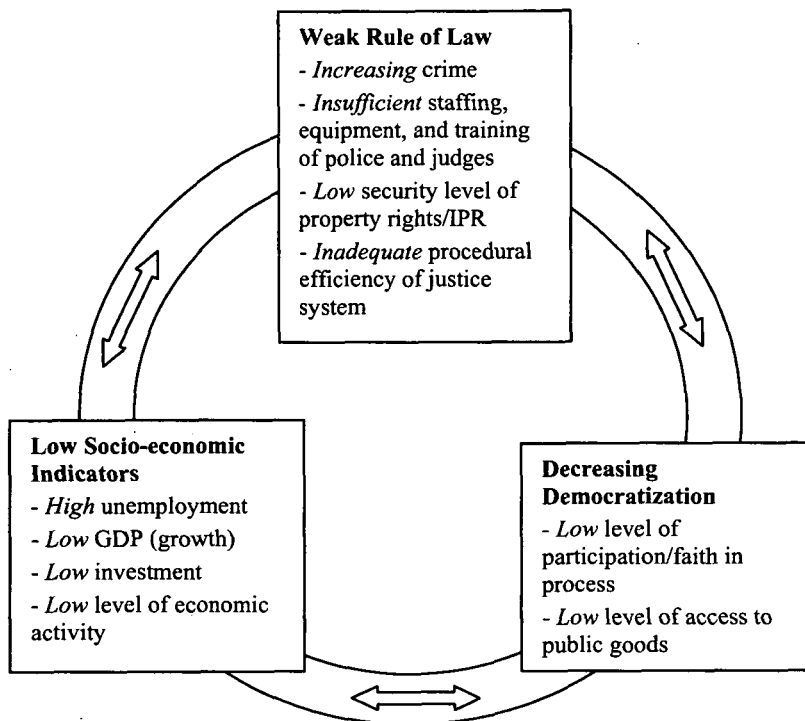 Weak Rule of Law
- Increasing crime
- Insufficient staffing,
equipment, and training
of police and judges
- Low security level of
property rights/IPR
- Inadequate procedural
efficiency of justice
system
Low Socio-economic
Indicators
- High unemployment
- Low GDP (growth)
- Low investment
- Low level of economic
activity
Decreasing
Democratization
- Low level of
participation/faith in
process
- Low level of access to
public goods